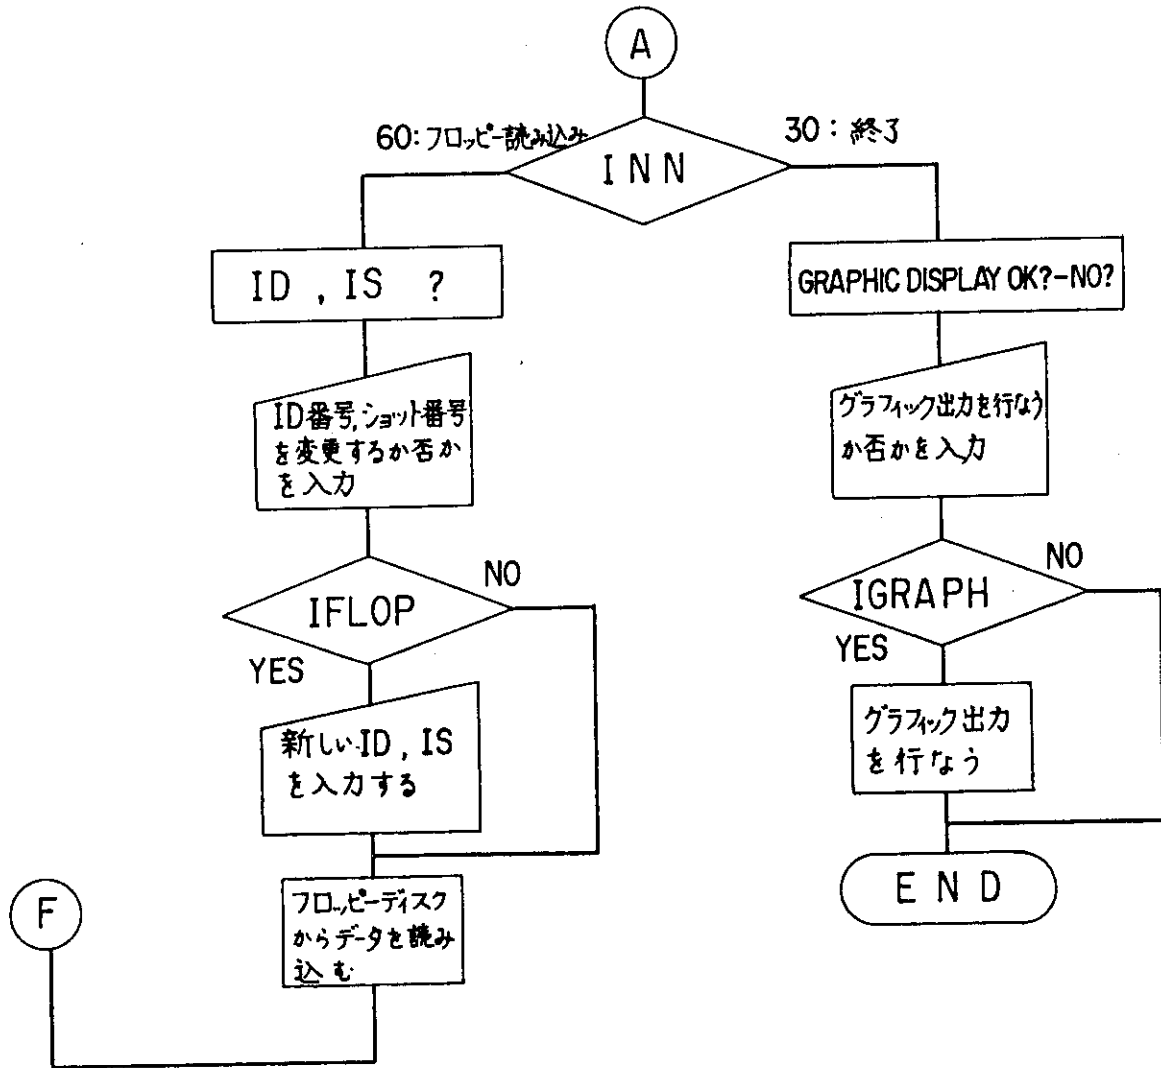 A
60:フロッピー読み込み
30:終了
INN
ID , IS ?
ID番号,ショット番号
を変更するか否か
を入力
IFLOP
NO
YES
新しいID, IS
を入力する
フロッピーディスク
からデータを読み
込む
F
GRAPHIC DISPLAY OK?-NO?
グラフィック出力を行なう
か否かを入力
IGRAPH
NO
YES
グラフィック出力
を行なう
END